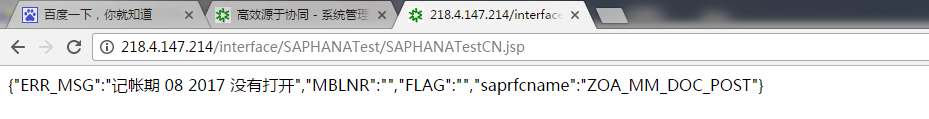 百度一下，你就知道
高效源于协同 - 系统管理
218.4.147.214/interface
218.4.147.214/interface/SAPHANATest/SAPHANATestCN.jsp
{"ERR_MSG":"记帐期 08 2017 没有打开","MBLNR":"","FLAG":"","saprfcname":"ZOA_MM_DOC_POST"}